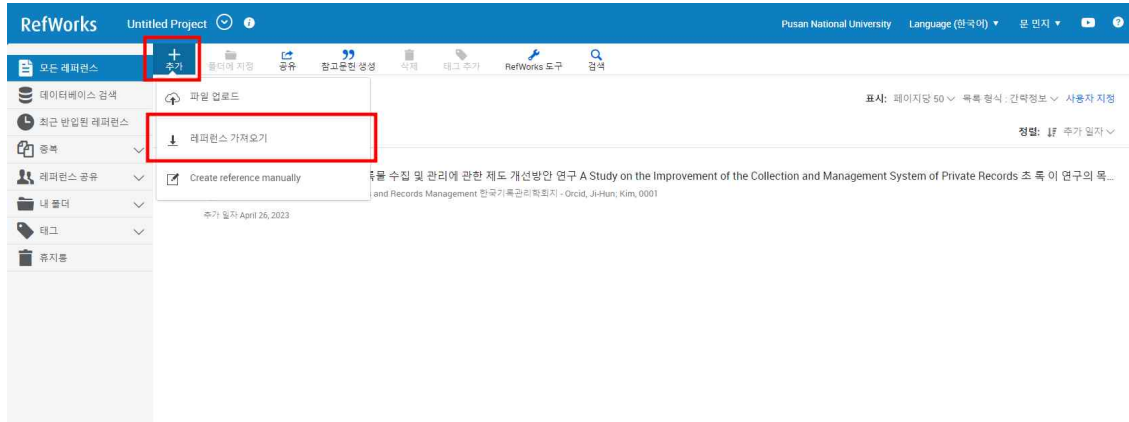 RefWorks Untitled Project Pusan National University Language (한국어) 문 민지
모든 레퍼런스
데이터베이스 검색
최근 반입된 레퍼런스
중복
레퍼런스 공유
내 폴더
태그
휴지통
추가 폴더에 지정 공유 참고문헌 생성 삭제 태그 추가 RefWorks 도구 검색
파일 업로드
레퍼런스 가져오기
Create reference manually
표시: 페이지당 50 목록 형식 : 간략정보 사용자 지정
정렬: 추가 일자
수집 및 관리에 관한 제도 개선방안 연구 A Study on the Improvement of the Collection and Management System of Private Records 초 록 이 연구의 목...
and Records Management 한국기록관리학회지 - Orcid, Ji-Hun; Kim, 0001
추가 일자 April 26, 2023